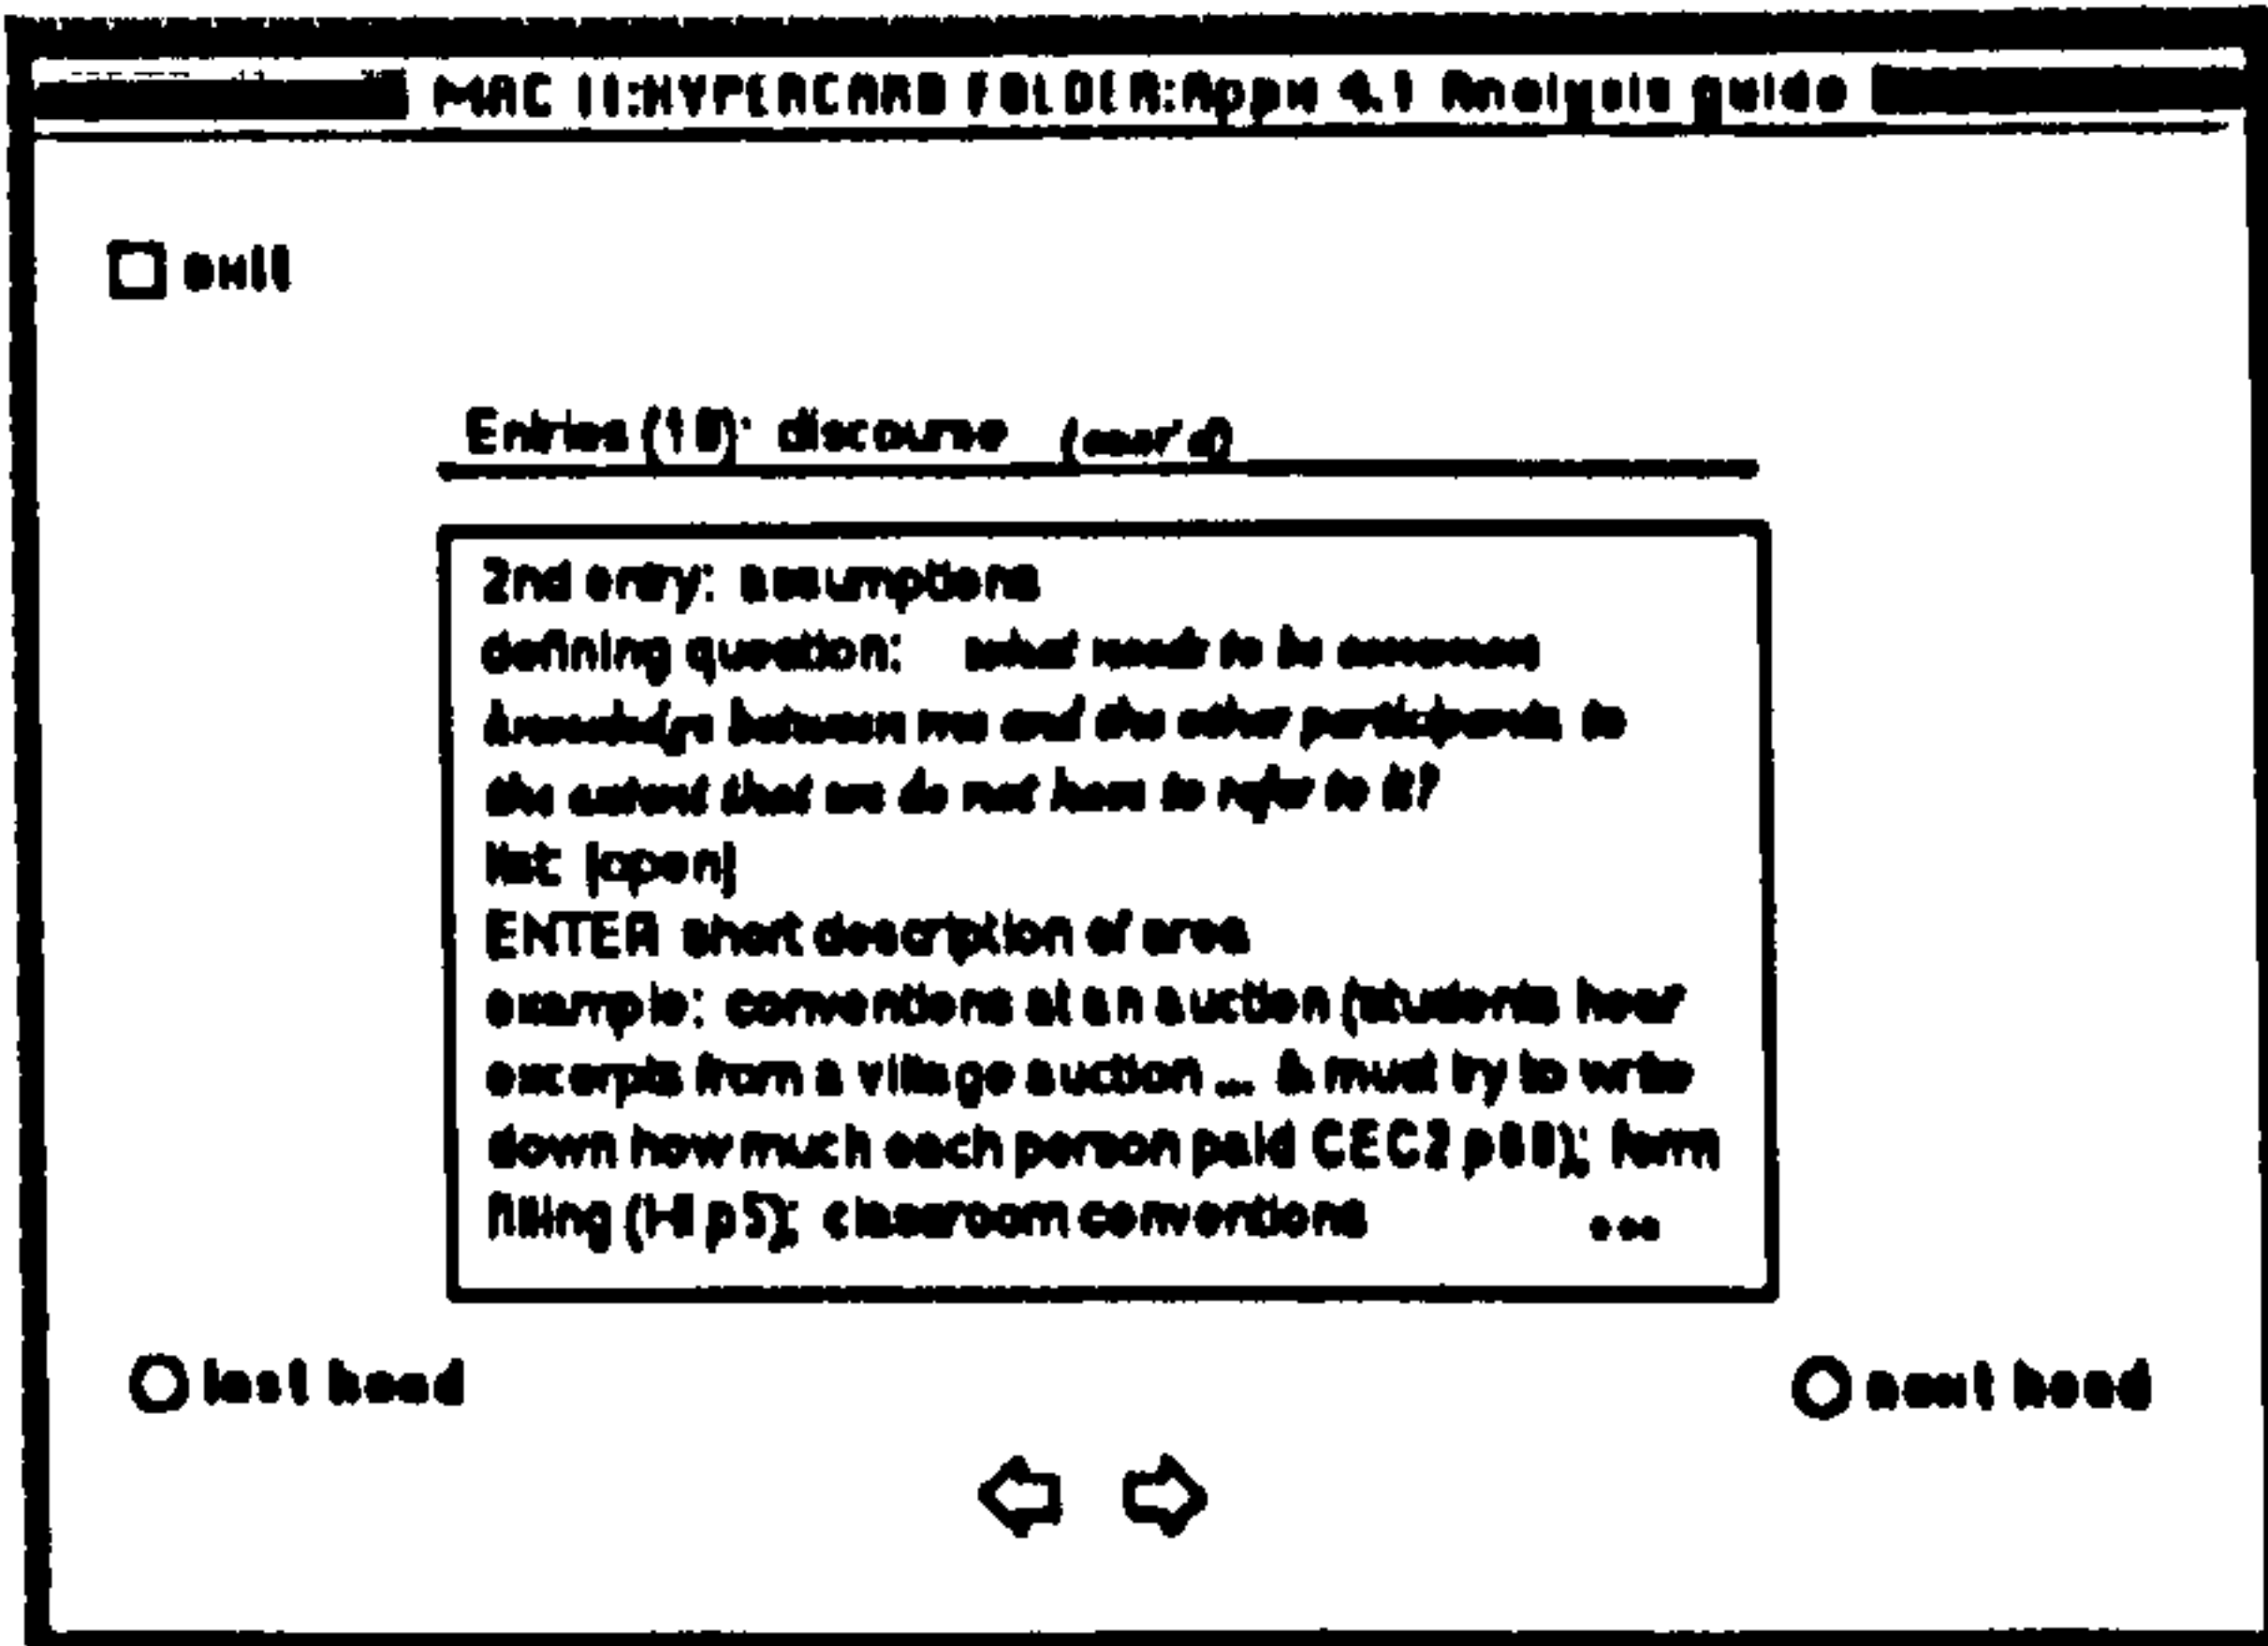 MAC II:HYPERCARD FOLDER:Appx 4.1 Analysis guide
exit
Entries discourse (cont'd)
2nd entry: assumptions
defining question: what needs to be common
knowledge between me and the other participants to
the extent that we do not have to refer to it?
list: [open]
ENTER short description of area
example: conventions at an auction (students hear
excerpts from a village auction ... & must try to write
down how much each person paid CEC2 form
filling (HI p5); classroom conventions ...
last head
next head